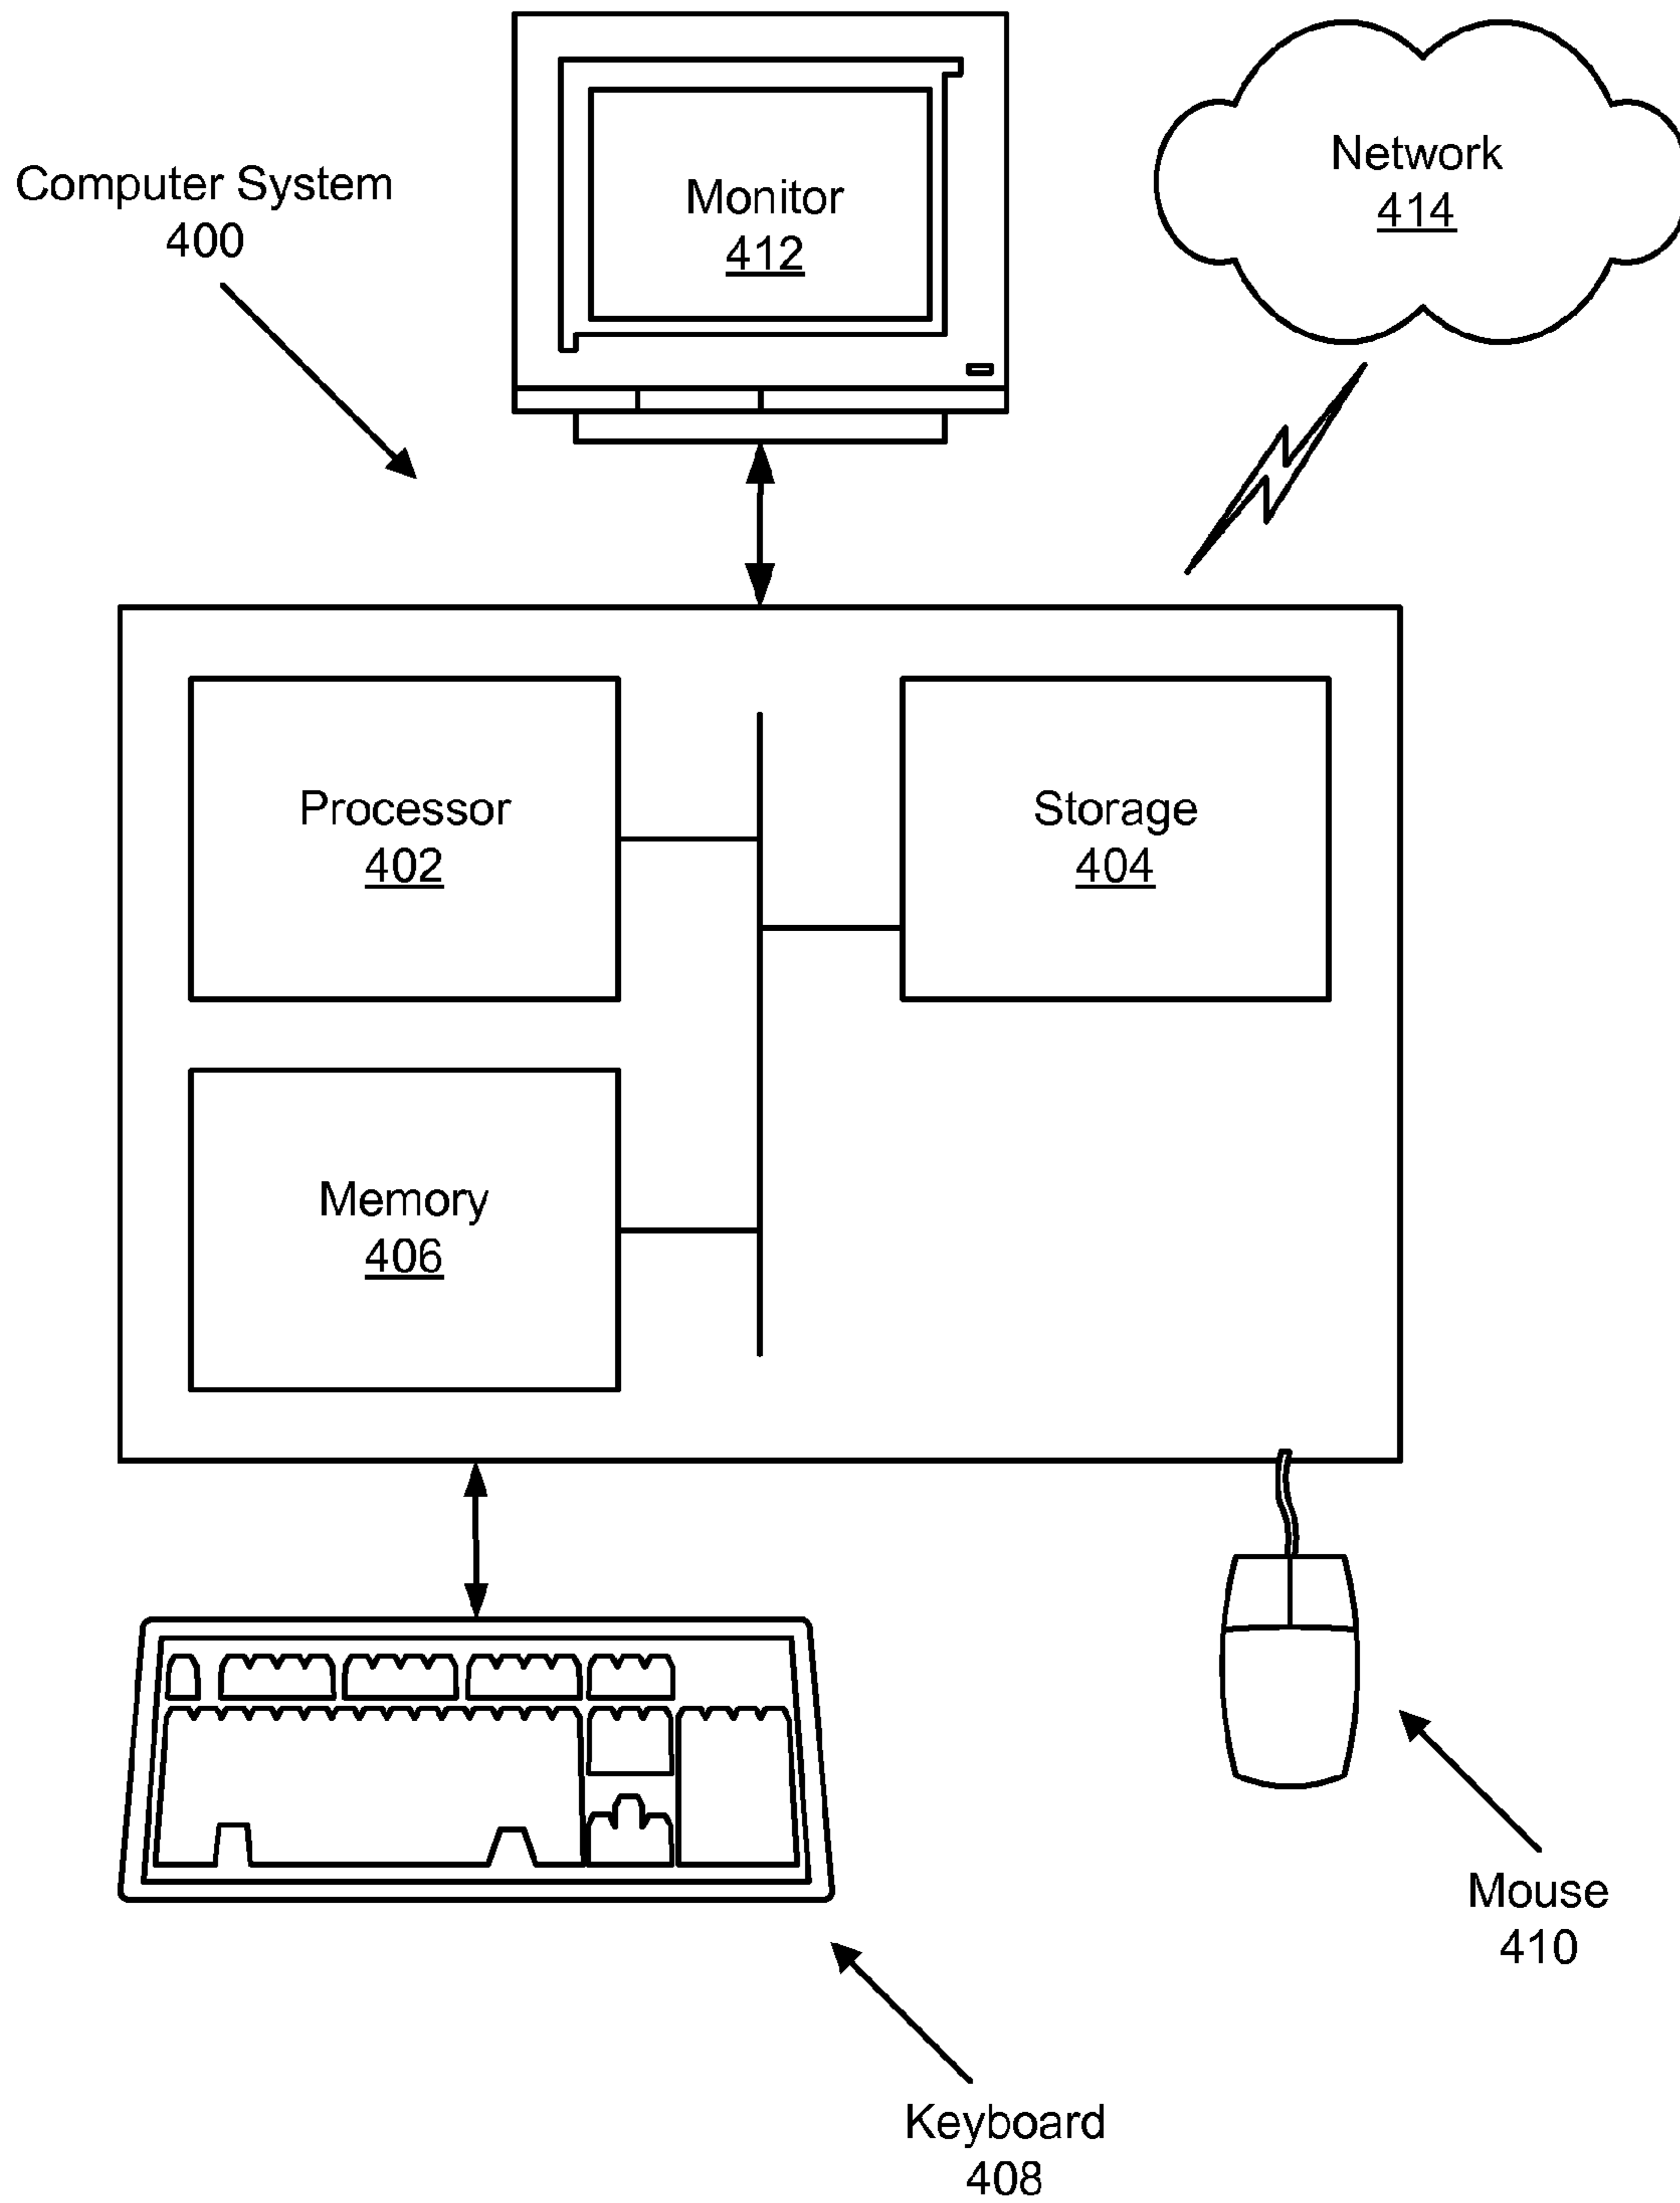 Computer System
400
Monitor
412
Network
414
Processor
402
Storage
404
Memory
406
Mouse
410
Keyboard
408